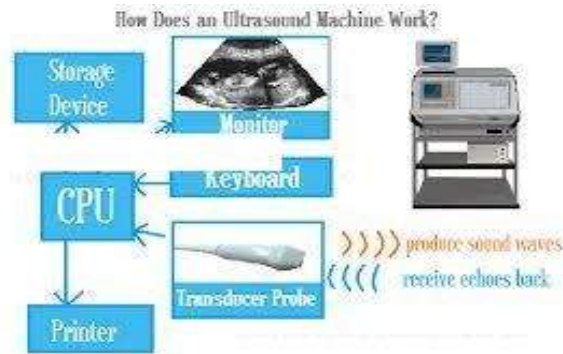 How Does an Ultrasound Machine Work?
Storage
Device
Monitor
Keyboard
CPU
Transducer Probe
produce sound waves
receive echoes back
Printer